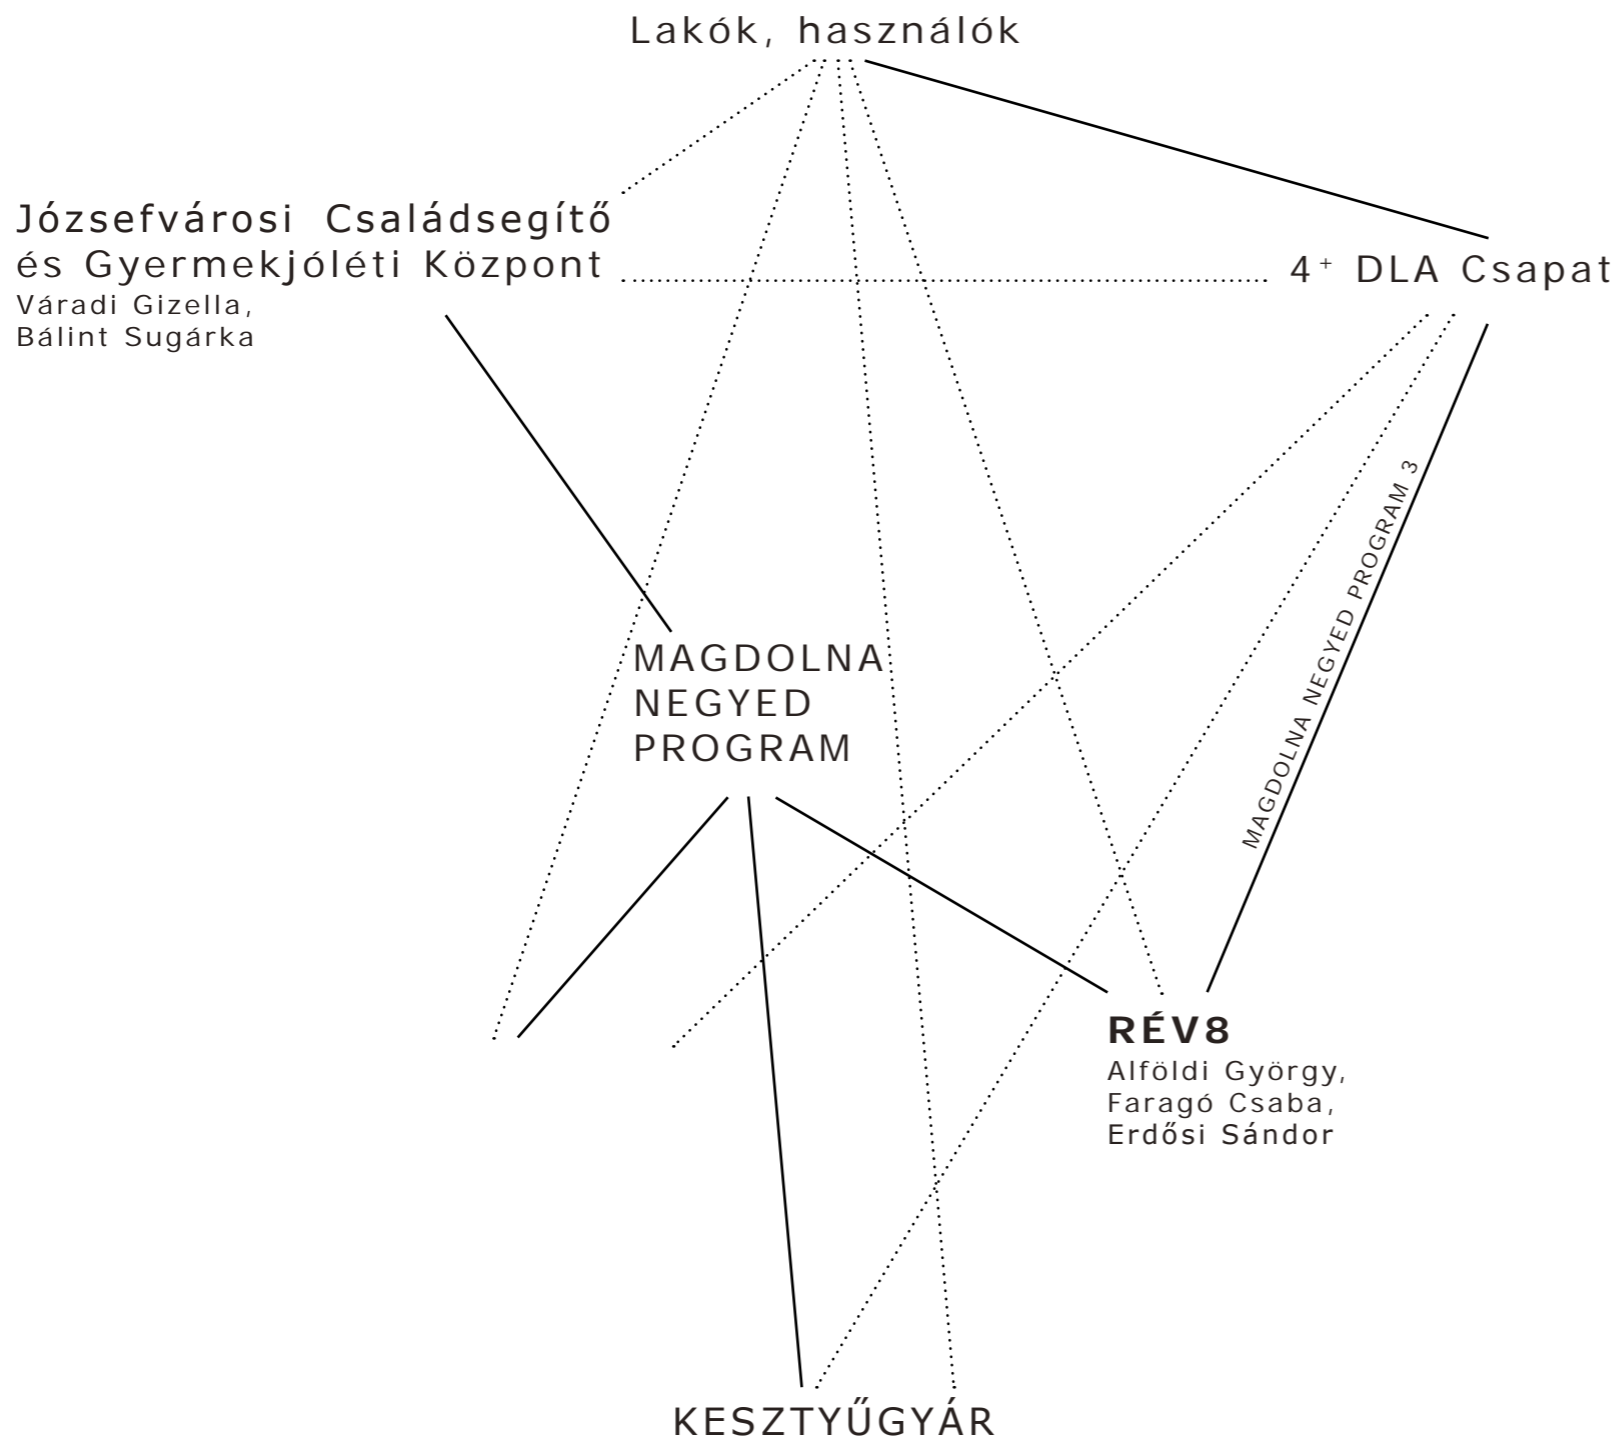 Lakók, használók
Józsefvárosi Családsegítő
és Gyermekjóléti Központ
Váradi Gizella,
Bálint Sugárka
4+ DLA Csapat
MAGDOLNA NEGYED PROGRAM 3
MAGDOLNA
NEGYED
PROGRAM
RÉV8
Alföldi György,
Faragó Csaba,
Erdősi Sándor
KESZTYŰGYÁR